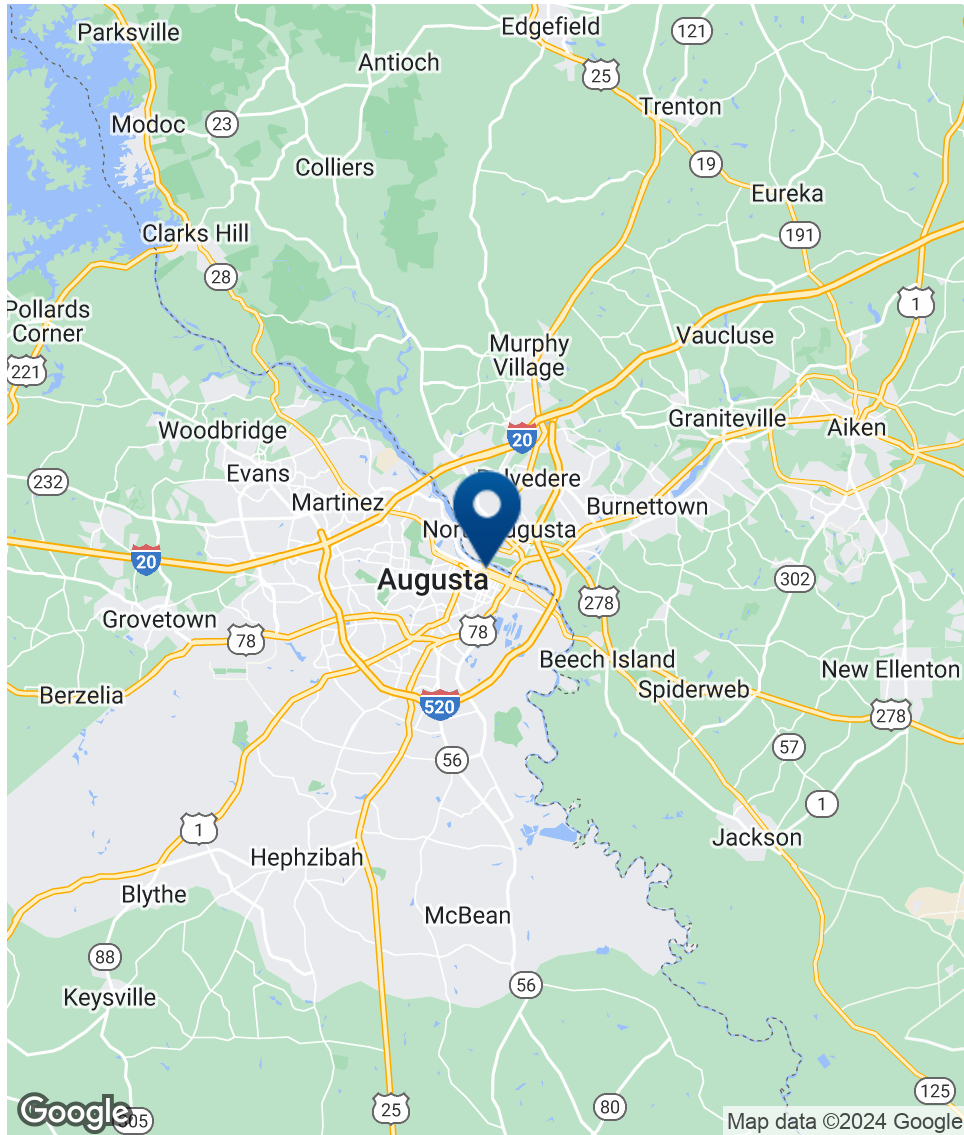 Edgefield
121
Parksville
Antioch
25
Trenton
Modoc
23
Colliers
19
Eureka
191
Clarks Hill
28
1
Pollards
Corner
Vaucluse
Murphy
Village
221
Graniteville
Aiken
Woodbridge
20
Evans
232
Martinez
Burnettown
20
Augusta
302
278
Grovetown
78
78
Beech Island
New Ellenton
Berzelia
Spiderweb
520
278
57
56
1
1
Jackson
Hephzibah
Blythe
McBean
88
56
Keysville
125
25
80
Google
Map data ©2024 Google